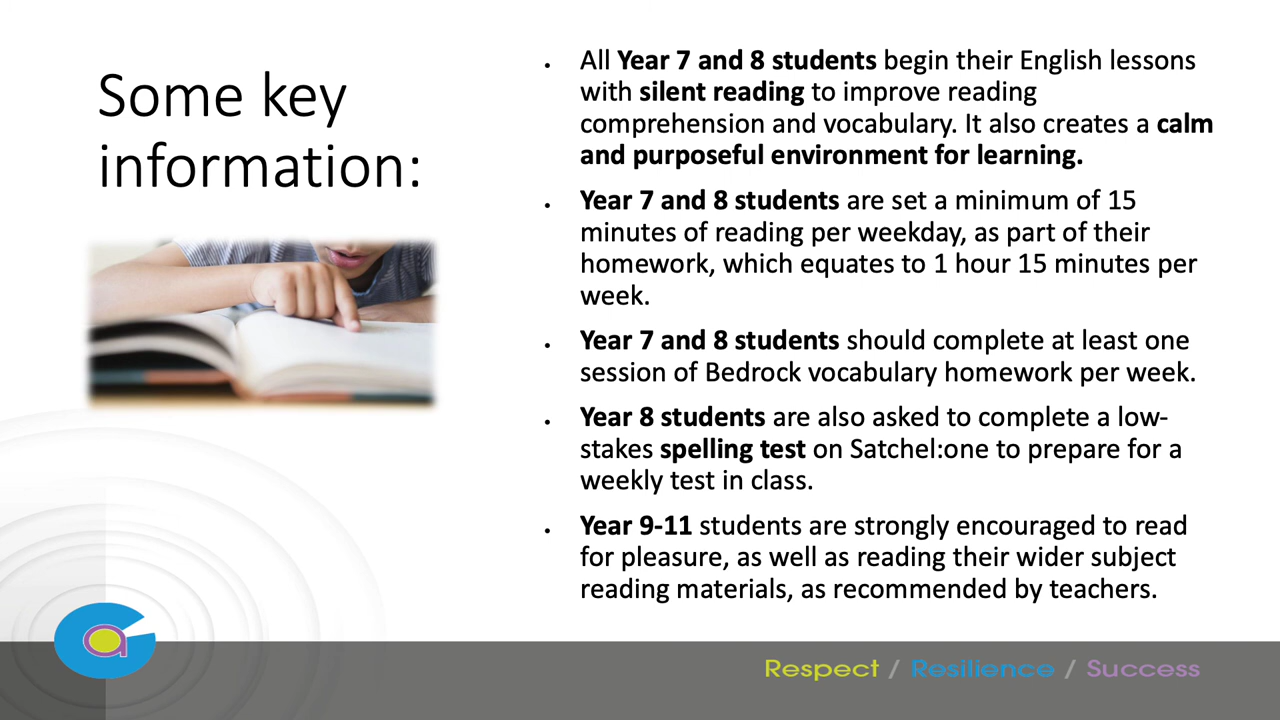 Some key
information:
• All Year 7 and 8 students begin their English lessons
with silent reading to improve reading
comprehension and vocabulary. It also creates a calm
and purposeful environment for learning.
• Year 7 and 8 students are set a minimum of 15
minutes of reading per weekday, as part of their
homework, which equates to 1 hour 15 minutes per
week.
• Year 7 and 8 students should complete at least one
session of Bedrock vocabulary homework per week.
• Year 8 students are also asked to complete a low-
stakes spelling test on Satchel:one to prepare for a
weekly test in class.
• Year 9-11 students are strongly encouraged to read
for pleasure, as well as reading their wider subject
reading materials, as recommended by teachers.
a
Respect / Resilience / Success